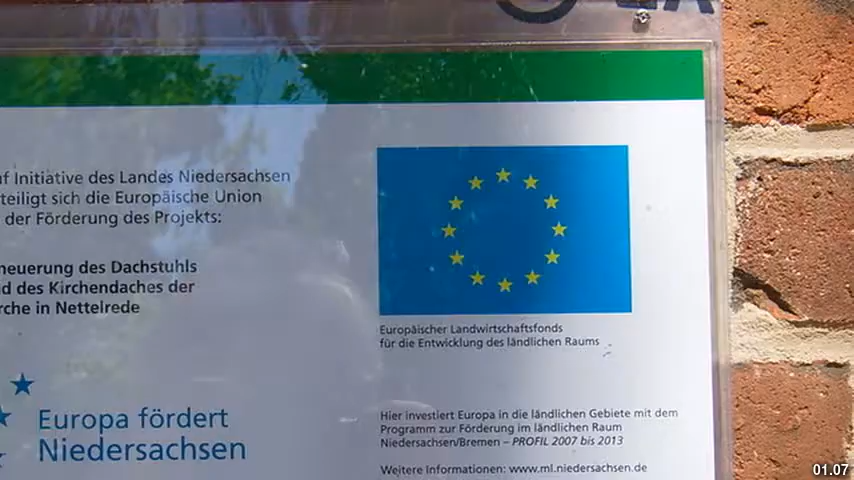 uf Initiative des Landes Niedersachsen
teiligt sich die Europäische Union
der Förderung des Projekts:
neuerung des Dachstuhls
d des Kirchendaches der
rche in Nettelrede
Europäischer Landwirtschaftsfonds
für die Entwicklung des ländlichen Raums
Europa fördert
Niedersachsen
Hier investiert Europa in die ländlichen Gebiete mit dem
Programm zur Förderung im ländlichen Raum
Niedersachsen/Bremen – PROFIL 2007 bis 2013
Weitere Informationen: www.ml.niedersachsen.de
01.07